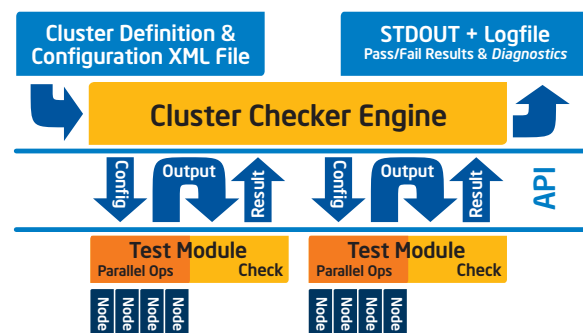 Cluster Definition &
Configuration XML File
STDOUT + Logfile
Pass/Fail Results & Diagnostics
Cluster Checker Engine
Config
Output
Result
Config
Output
Result
API
Test Module
Parallel Ops
Check
Test Module
Parallel Ops
Check
Node
Node
Node
Node
Node
Node
Node
Node